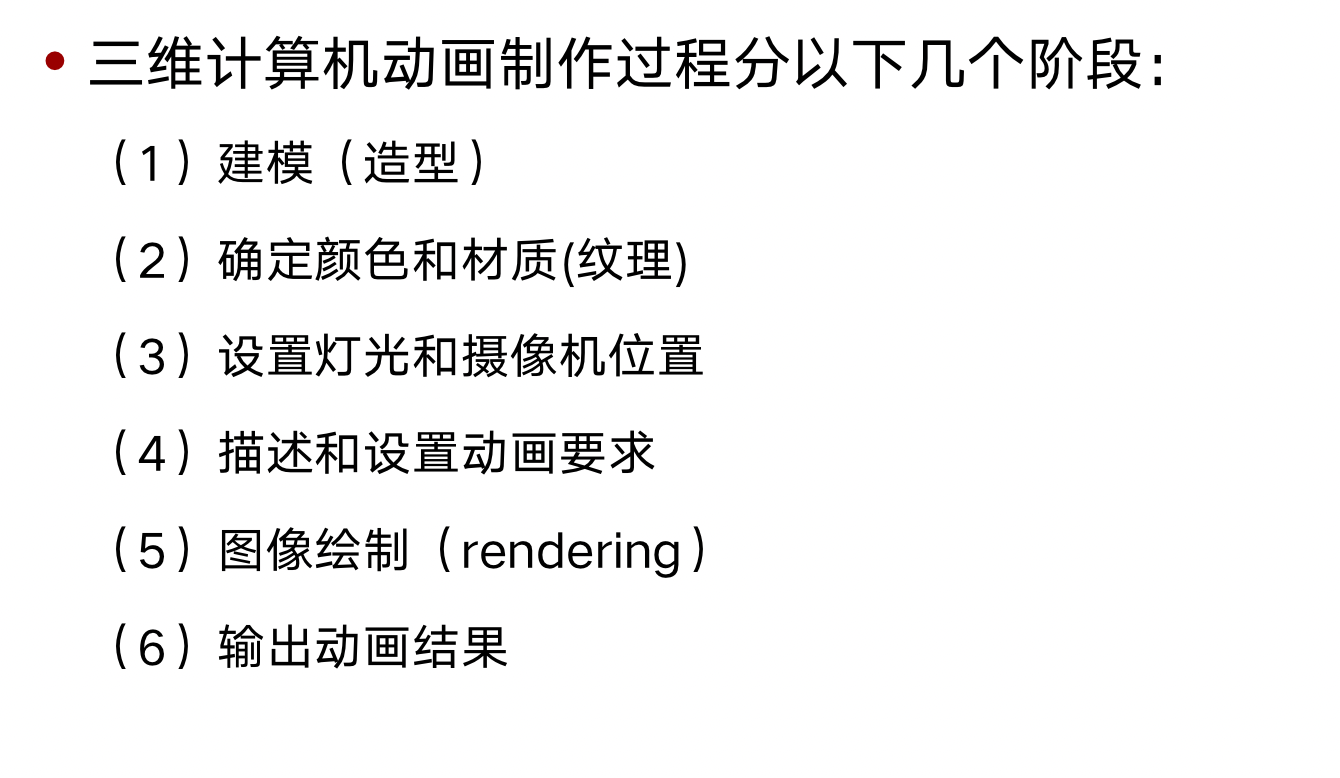 • 三维计算机动画制作过程分以下几个阶段：
（1）建模（造型）
（2）确定颜色和材质(纹理)
（3）设置灯光和摄像机位置
（4）描述和设置动画要求
（5）图像绘制（rendering）
（6）输出动画结果